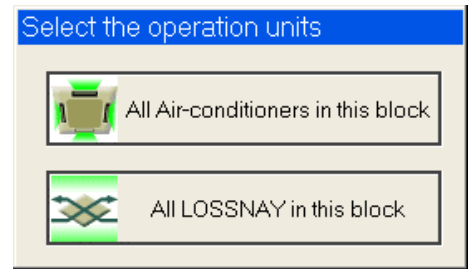 Select the operation units
All Air-conditioners in this block
All LOSSNAY in this block